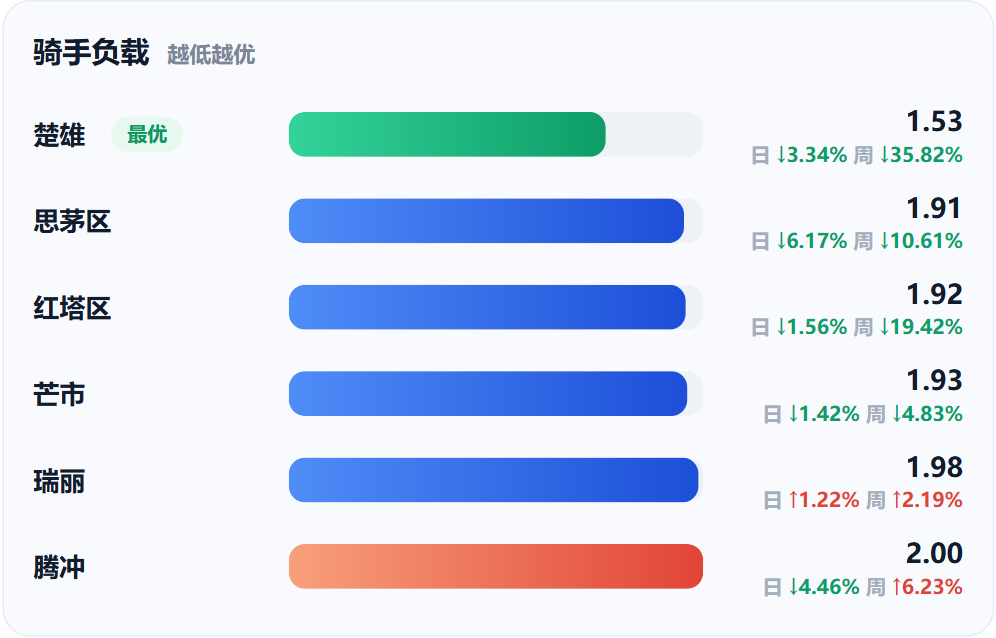 骑手负载 越低越优
楚雄 最优 1.53
日 ↓3.34% 周 ↓35.82%
思茅区 1.91
日 ↓6.17% 周 ↓10.61%
红塔区 1.92
日 ↓1.56% 周 ↓19.42%
芒市 1.93
日 ↓1.42% 周 ↓4.83%
瑞丽 1.98
日 ↑1.22% 周 ↑2.19%
腾冲 2.00
日 ↓4.46% 周 ↑6.23%